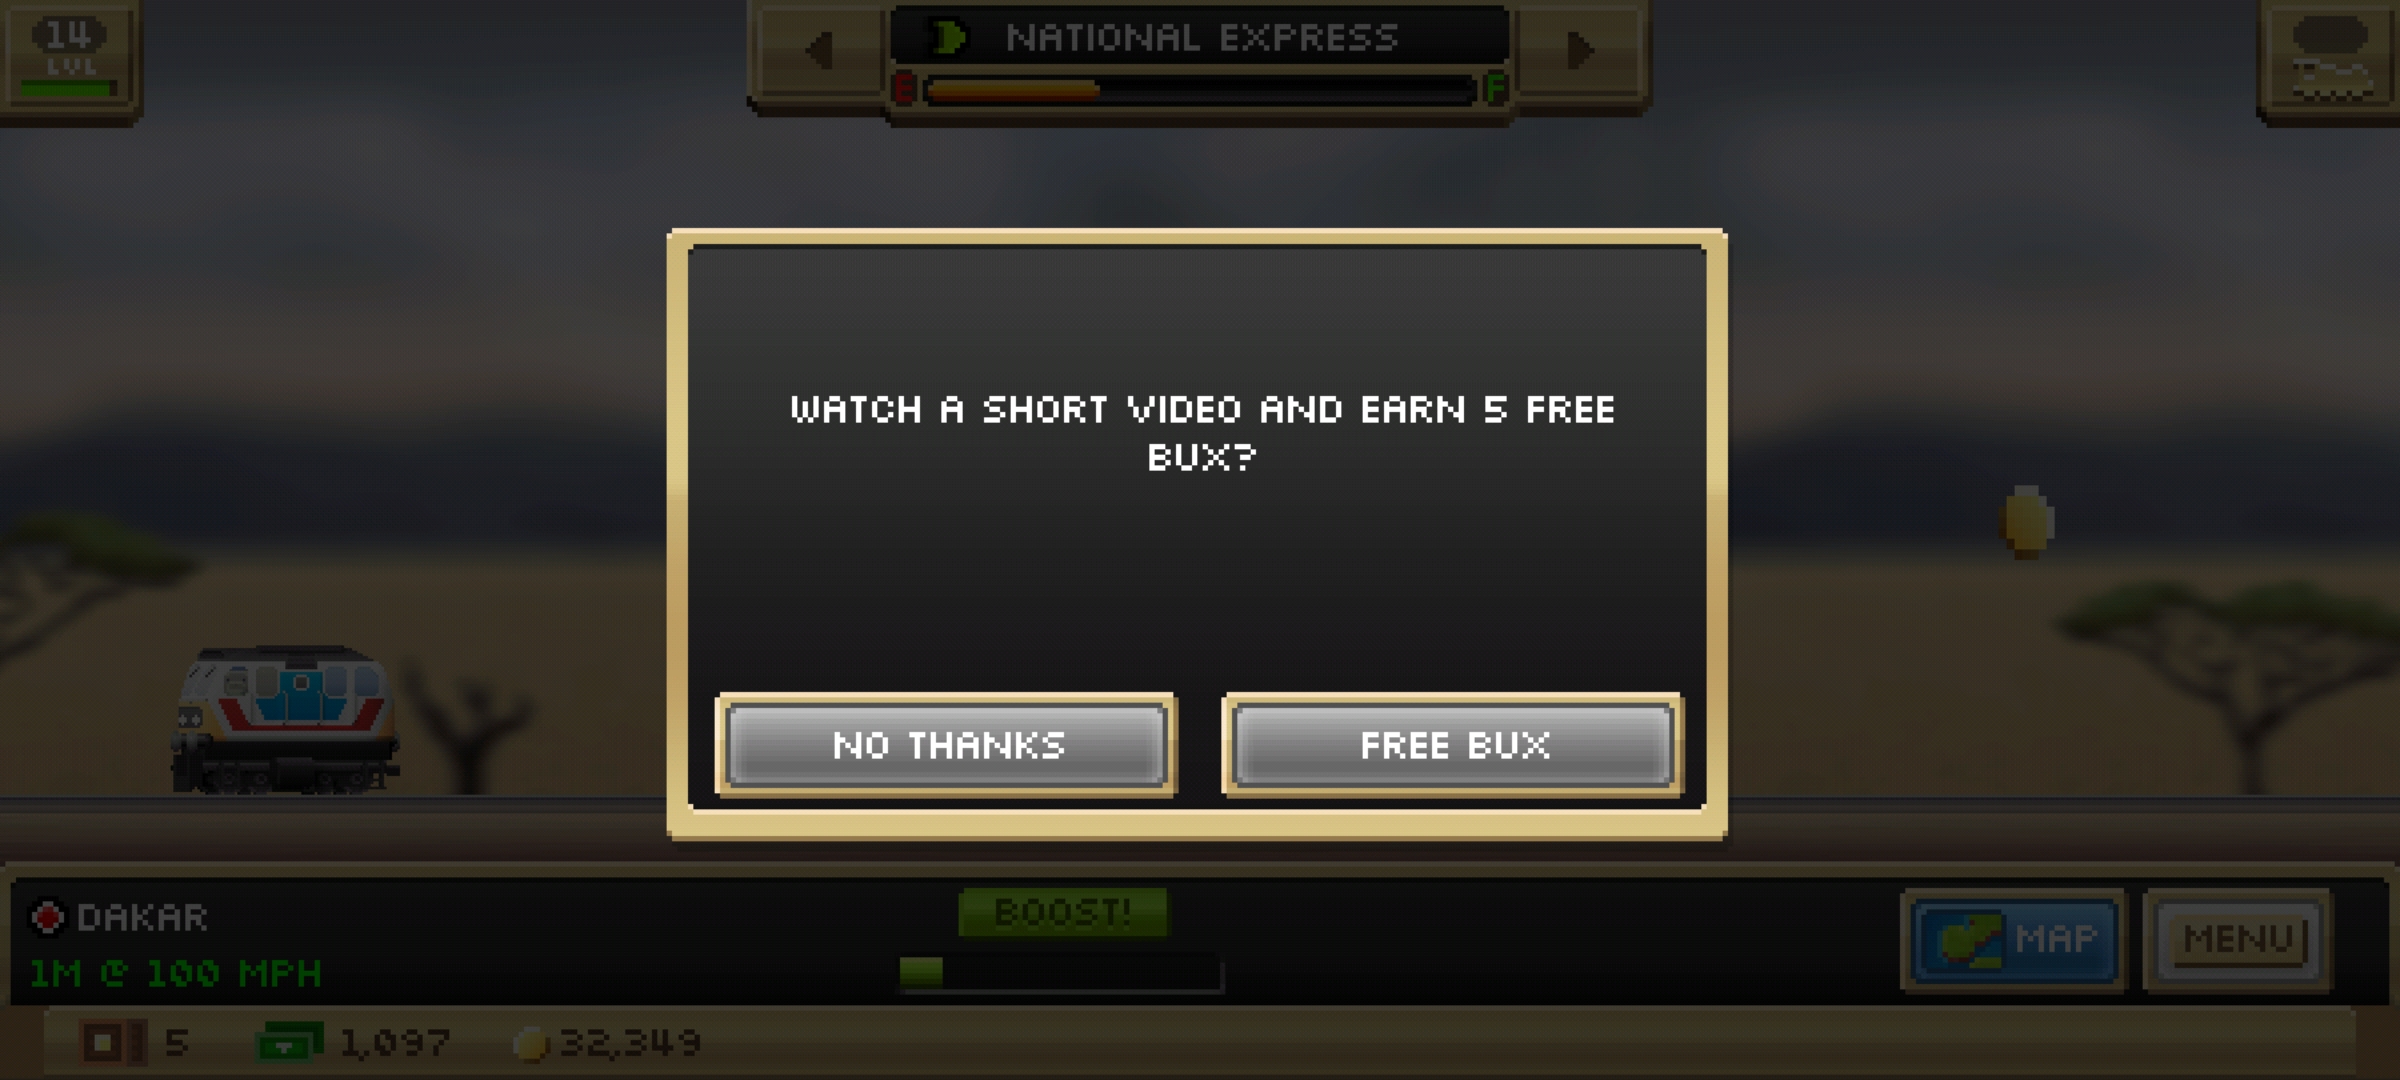 14
LVL
NATIONAL EXPRESS
E F
WATCH A SHORT VIDEO AND EARN 5 FREE
BUX?
NO THANKS
FREE BUX
DAKAR
BOOST!
MAP
MENU
1M @ 100 MPH
5
1,097
32,349